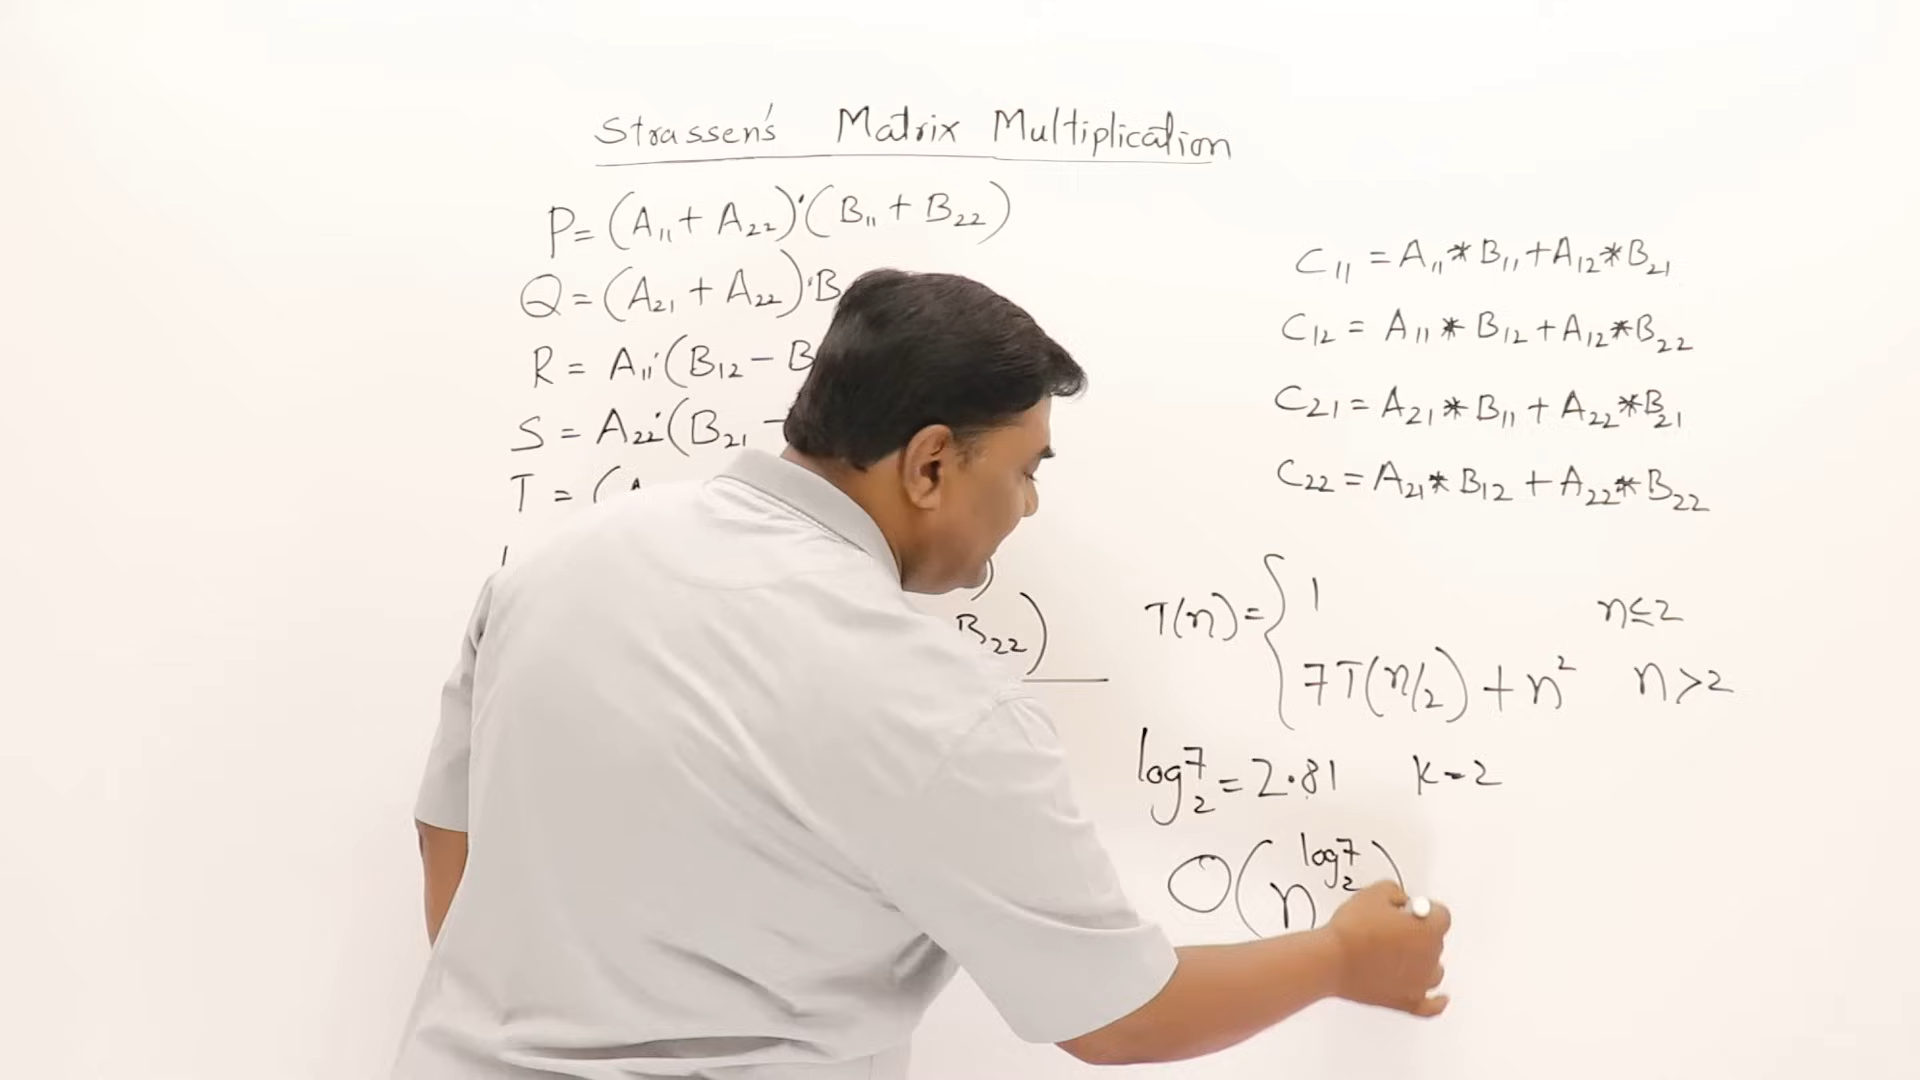 Strassen's Matrix Multiplication
P = (A₁₁ + A₂₂)·(B₁₁ + B₂₂)
Q = (A₂₁ + A₂₂)·B
R = A₁₁·(B₁₂ − B
S = A₂₂·(B₂₁ −
T = (
B₂₂)
C₁₁ = A₁₁*B₁₁+A₁₂*B₂₁
C₁₂ = A₁₁*B₁₂+A₁₂*B₂₂
C₂₁ = A₂₁*B₁₁+A₂₂*B₂₁
C₂₂ = A₂₁*B₁₂+A₂₂*B₂₂
T(n) = { 1 n≤2
7T(n/2) + n² n>2
log₂7 = 2.81 k=2
O(n^log₂7)